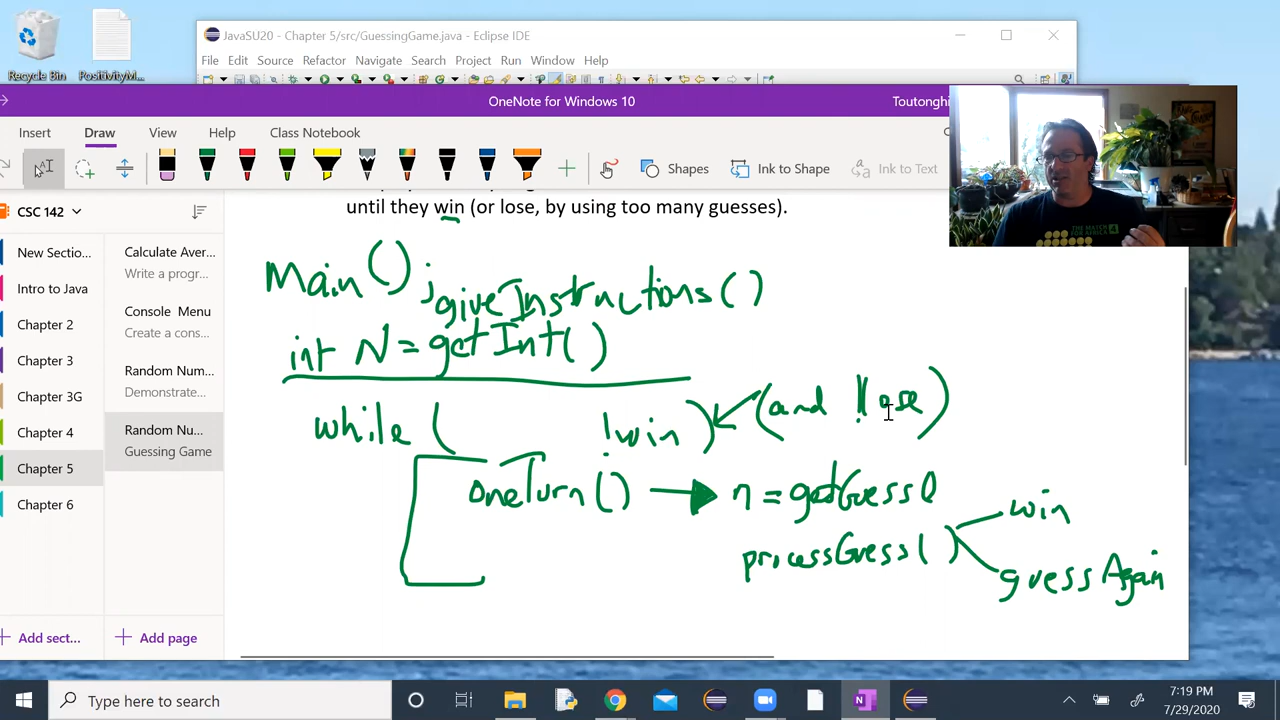 JavaSU20 - Chapter 5/src/GuessingGame.java - Eclipse IDE
File Edit Source Refactor Navigate Search Project Run Window Help
Recycle Bin
PositivityM...
OneNote for Windows 10
Toutonghi
Insert Draw View Help Class Notebook
Shapes Ink to Shape Ink to Text
CSC 142
New Sectio...
Intro to Java
Chapter 2
Chapter 3
Chapter 3G
Chapter 4
Chapter 5
Chapter 6
Add sect...
Calculate Aver...
Write a progr...
Console Menu
Create a cons...
Random Num...
Demonstrate...
Random Nu...
Guessing Game
Add page
until they win (or lose, by using too many guesses).
Main();
giveInstructions()
int N = getInt()
while ( !win) (and !lose)
oneTurn() → n = getGuess(
processGuess( ) win
guessAgain
Type here to search
7:19 PM
7/29/2020